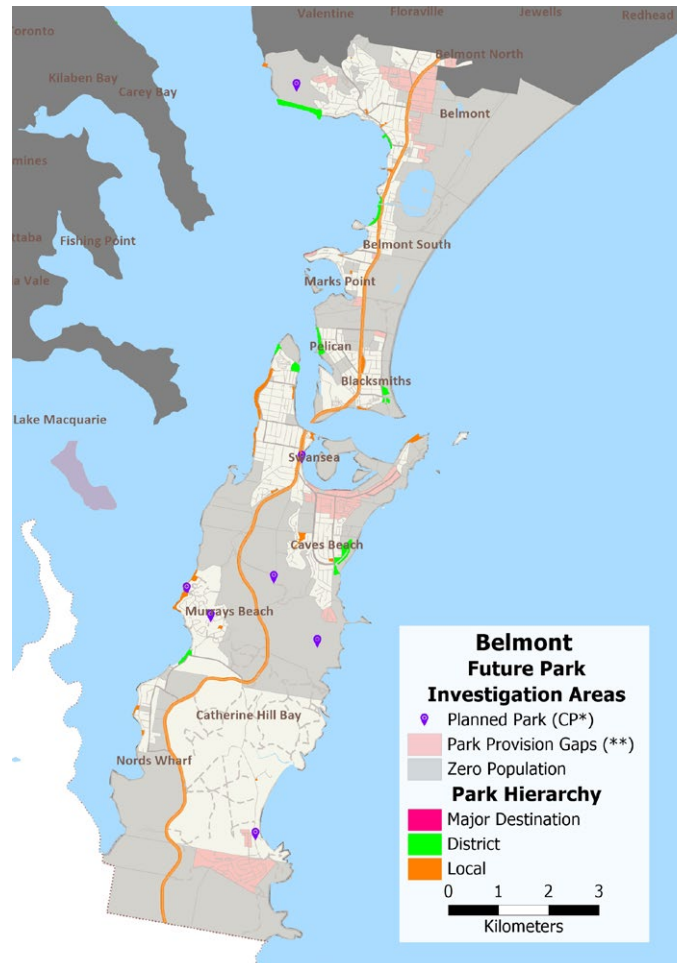 Valentine
Floraville
Jewells
Redhead
Toronto
Belmont North
Kilaben Bay
Carey Bay
Belmont
Fishing Point
Belmont South
Marks Point
Pelican
Blacksmiths
Lake Macquarie
Swansea
Caves Beach
Murrays Beach
Catherine Hill Bay
Nords Wharf
Belmont
Future Park
Investigation Areas
Planned Park (CP*)
Park Provision Gaps (**)
Zero Population
Park Hierarchy
Major Destination
District
Local
0 1 2 3
Kilometers